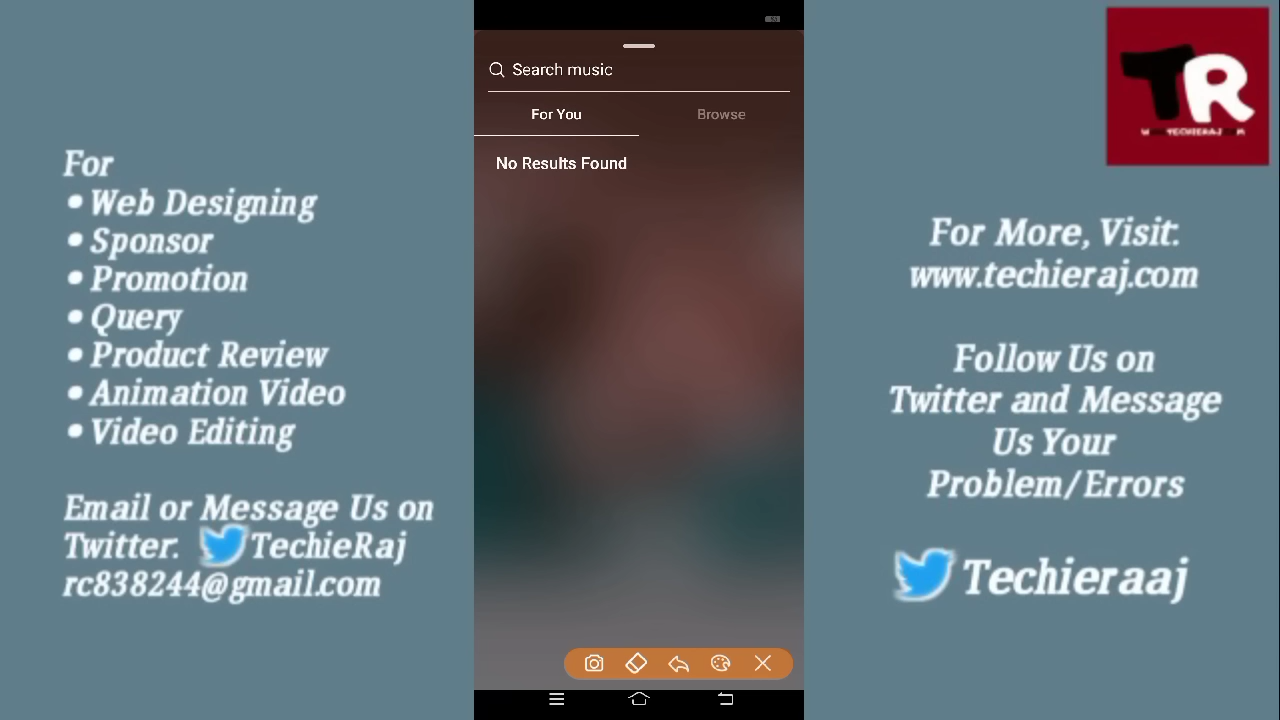 For
• Web Designing
• Sponsor
• Promotion
• Query
• Product Review
• Animation Video
• Video Editing
Email or Message Us on
Twitter. TechieRaj
rc838244@gmail.com
Search music
For You Browse
No Results Found
TR
For More, Visit:
www.techieraj.com
Follow Us on
Twitter and Message
Us Your
Problem/Errors
Techieraaj